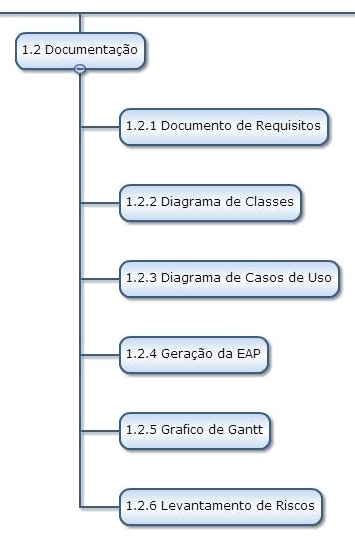 1.2 Documentação
1.2.1 Documento de Requisitos
1.2.2 Diagrama de Classes
1.2.3 Diagrama de Casos de Uso
1.2.4 Geração da EAP
1.2.5 Grafico de Gantt
1.2.6 Levantamento de Riscos